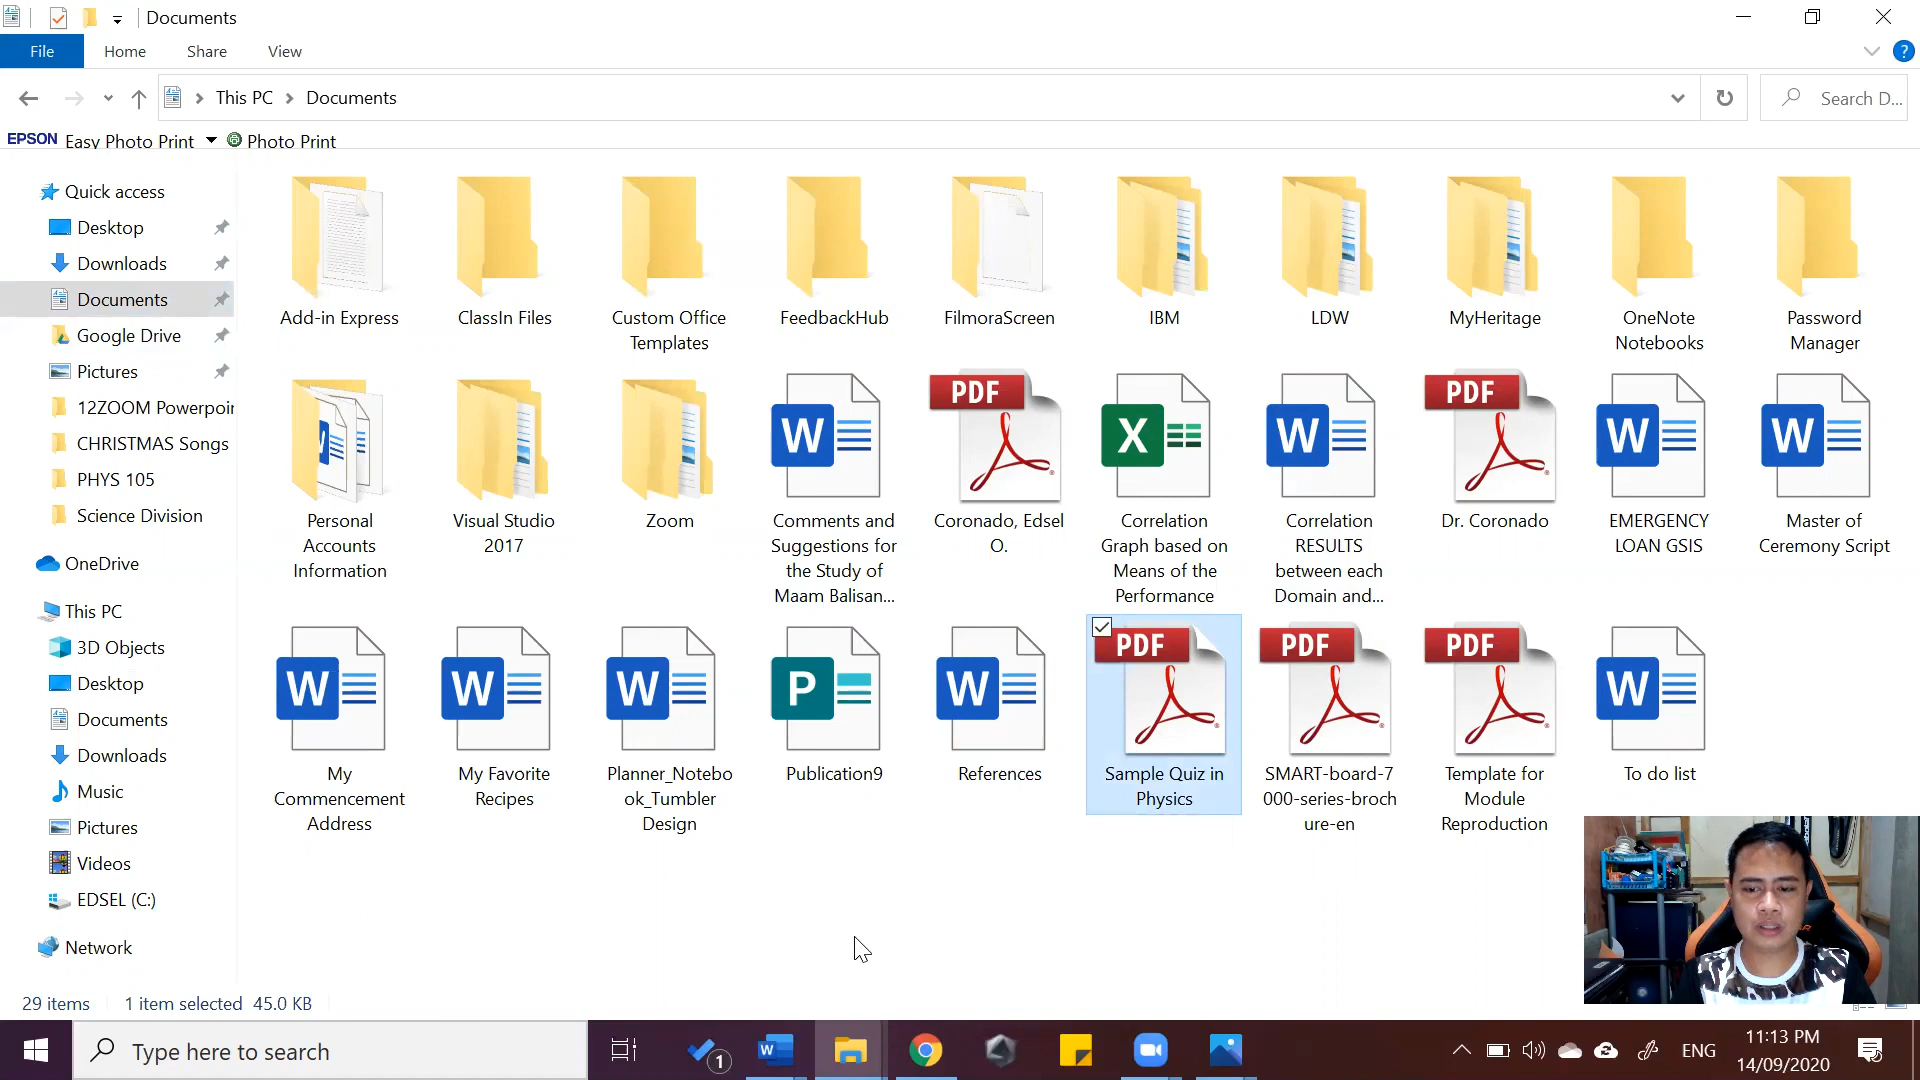 Documents
File
Home
Share
View
This PC
Documents
Search D...
?
EPSON
Easy Photo Print
Photo Print
Quick access
Desktop
Downloads
Documents
Google Drive
Pictures
12ZOOM Powerpoin
CHRISTMAS Songs
PHYS 105
Science Division
OneDrive
This PC
3D Objects
Desktop
Documents
Downloads
Music
Pictures
Videos
EDSEL (C:)
Network
Add-in Express
ClassIn Files
Custom Office
Templates
FeedbackHub
FilmoraScreen
IBM
LDW
MyHeritage
OneNote
Notebooks
Password
Manager
Personal
Accounts
Information
Visual Studio
2017
Zoom
W
Comments and
Suggestions for
the Study of
Maam Balisan...
PDF
Coronado, Edsel
O.
X
Correlation
Graph based on
Means of the
Performance
W
Correlation
RESULTS
between each
Domain and...
PDF
Dr. Coronado
W
EMERGENCY
LOAN GSIS
W
Master of
Ceremony Script
W
My
Commencement
Address
W
My Favorite
Recipes
W
Planner_Notebo
ok_Tumbler
Design
P
Publication9
W
References
PDF
Sample Quiz in
Physics
PDF
SMART-board-7
000-series-broch
ure-en
PDF
Template for
Module
Reproduction
W
To do list
29 items
1 item selected 45.0 KB
Type here to search
1
W
ENG
11:13 PM
14/09/2020